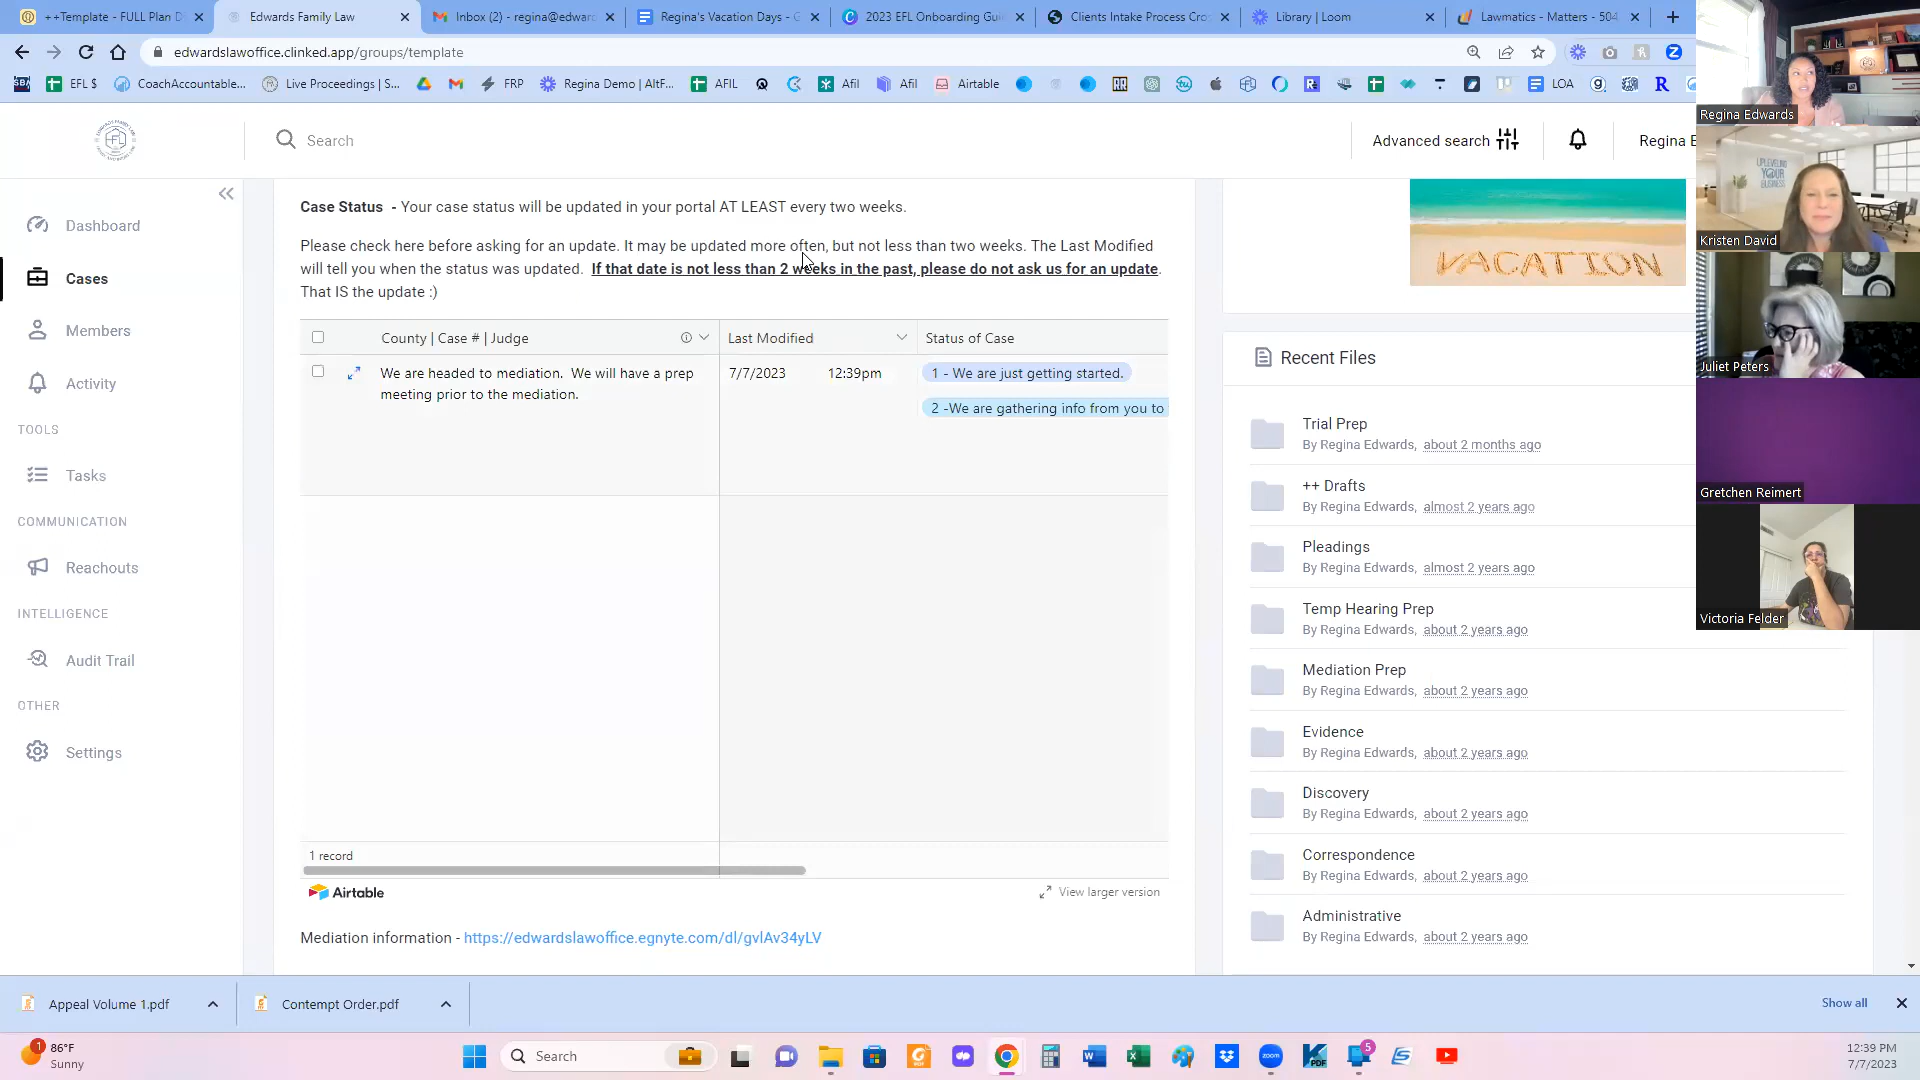 ++Template - FULL Plan D
Edwards Family Law
Inbox (2) - regina@edwar
Regina's Vacation Days - G
2023 EFL Onboarding Gui
Clients Intake Process Cro
Library | Loom
Lawmatics - Matters - 504
edwardslawoffice.clinked.app/groups/template
EFL $
CoachAccountable...
Live Proceedings | S...
FRP
Regina Demo | AltF...
AFIL
Afil
Afil
Airtable
LOA
Search
Advanced search
Regina E
Dashboard
Cases
Members
Activity
TOOLS
Tasks
COMMUNICATION
Reachouts
INTELLIGENCE
Audit Trail
OTHER
Settings
Case Status - Your case status will be updated in your portal AT LEAST every two weeks.
Please check here before asking for an update. It may be updated more often, but not less than two weeks. The Last Modified
will tell you when the status was updated. If that date is not less than 2 weeks in the past, please do not ask us for an update.
That IS the update :)
County | Case # | Judge
Last Modified
Status of Case
We are headed to mediation. We will have a prep
meeting prior to the mediation.
7/7/2023 12:39pm
1 - We are just getting started.
2 -We are gathering info from you to
1 record
Airtable
View larger version
Mediation information - https://edwardslawoffice.egnyte.com/dl/gvlAv34yLV
VACATION
Recent Files
Trial Prep
By Regina Edwards, about 2 months ago
++ Drafts
By Regina Edwards, almost 2 years ago
Pleadings
By Regina Edwards, almost 2 years ago
Temp Hearing Prep
By Regina Edwards, about 2 years ago
Mediation Prep
By Regina Edwards, about 2 years ago
Evidence
By Regina Edwards, about 2 years ago
Discovery
By Regina Edwards, about 2 years ago
Correspondence
By Regina Edwards, about 2 years ago
Administrative
By Regina Edwards, about 2 years ago
Regina Edwards
UPLEVELING
YOUR
BUSINESS
Kristen David
Juliet Peters
Gretchen Reimert
Victoria Felder
Appeal Volume 1.pdf
Contempt Order.pdf
Show all
1
86°F
Sunny
Search
zoom
PDF
5
12:39 PM
7/7/2023